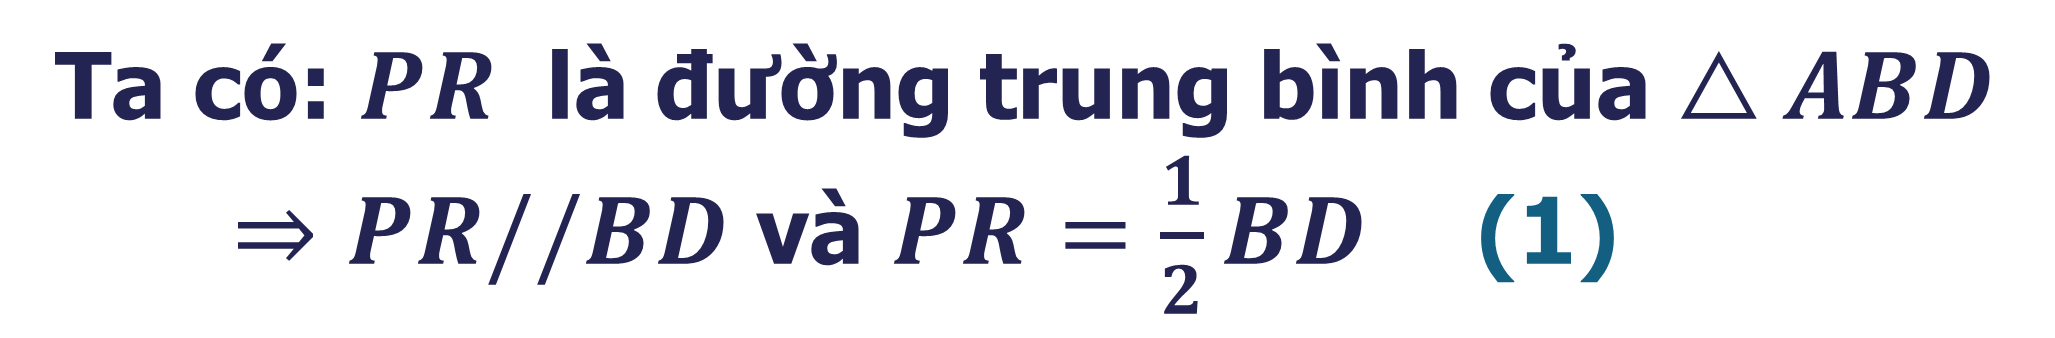 Ta có: PR là đường trung bình của △ ABD
⇒ PR//BD và PR = 1/2 BD (1)